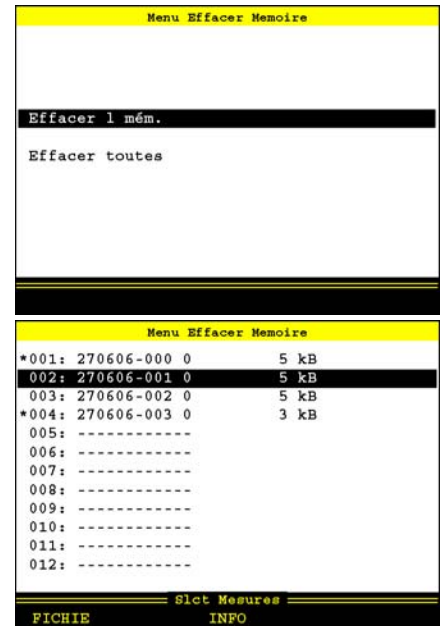 Menu Effacer Memoire
Effacer 1 mém.
Effacer toutes
Menu Effacer Memoire
*001: 270606-000 0 5 kB
002: 270606-001 0 5 kB
003: 270606-002 0 5 kB
*004: 270606-003 0 3 kB
005: ------------
006: ------------
007: ------------
008: ------------
009: ------------
010: ------------
011: ------------
012: ------------
Slct Mesures
FICHIE INFO